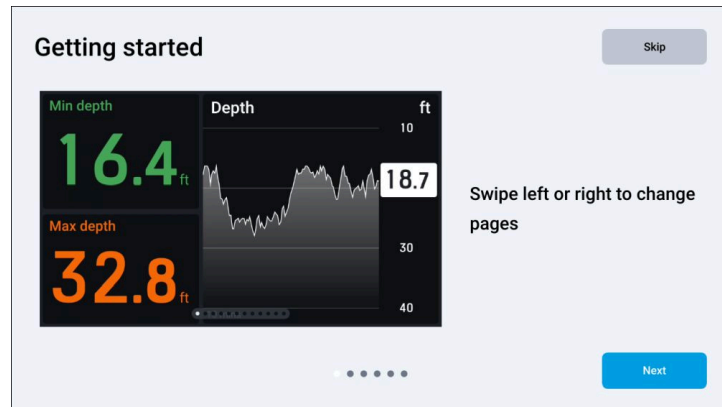 Getting started
Skip
Min depth
16.4 ft
Max depth
32.8 ft
Depth ft
10
18.7
30
40
Swipe left or right to change
pages
Next